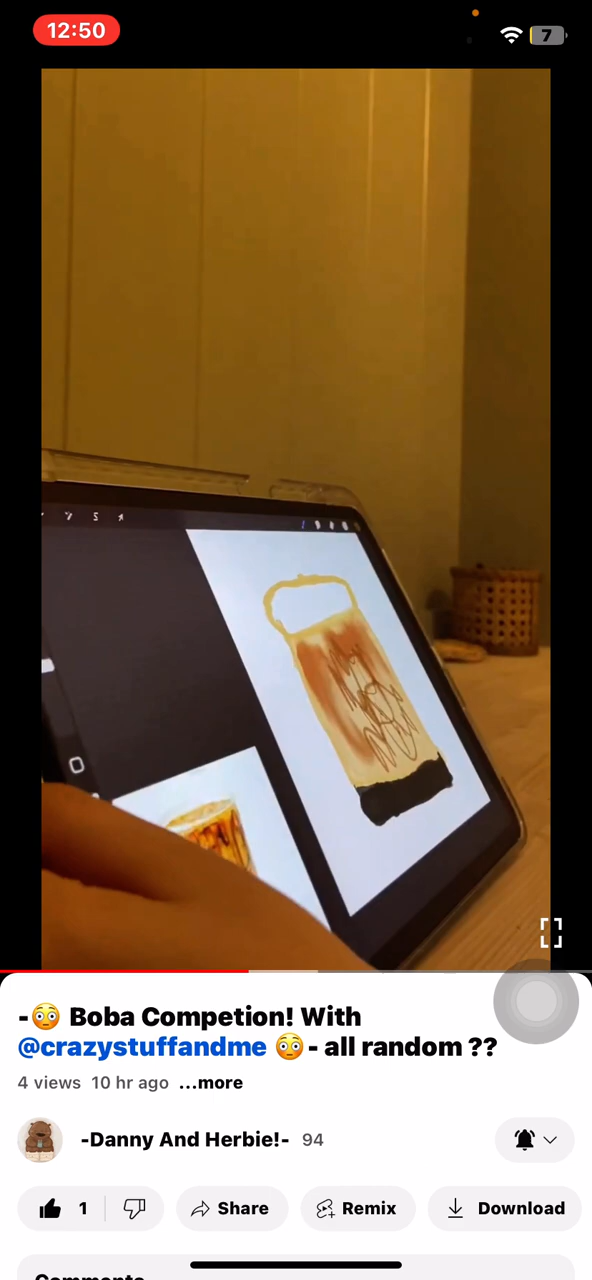 12:50
7
-😳 Boba Competion! With
@crazystuffandme 😳 - all random ??
4 views 10 hr ago ...more
-Danny And Herbie!- 94
1 Share Remix Download
Comments